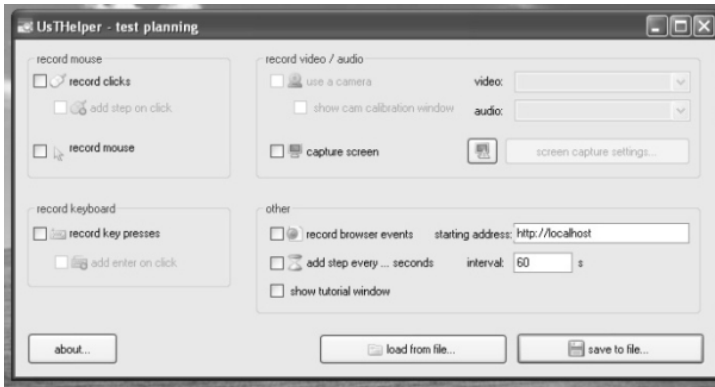 UsTHelper - test planning
record mouse
record clicks
add step on click
record mouse
record video / audio
use a camera
video:
show cam calibration window
audio:
capture screen
screen capture settings...
record keyboard
record key presses
add enter on click
other
record browser events
starting address: http://localhost
add step every ... seconds
interval: 60 s
show tutorial window
about...
load from file...
save to file...